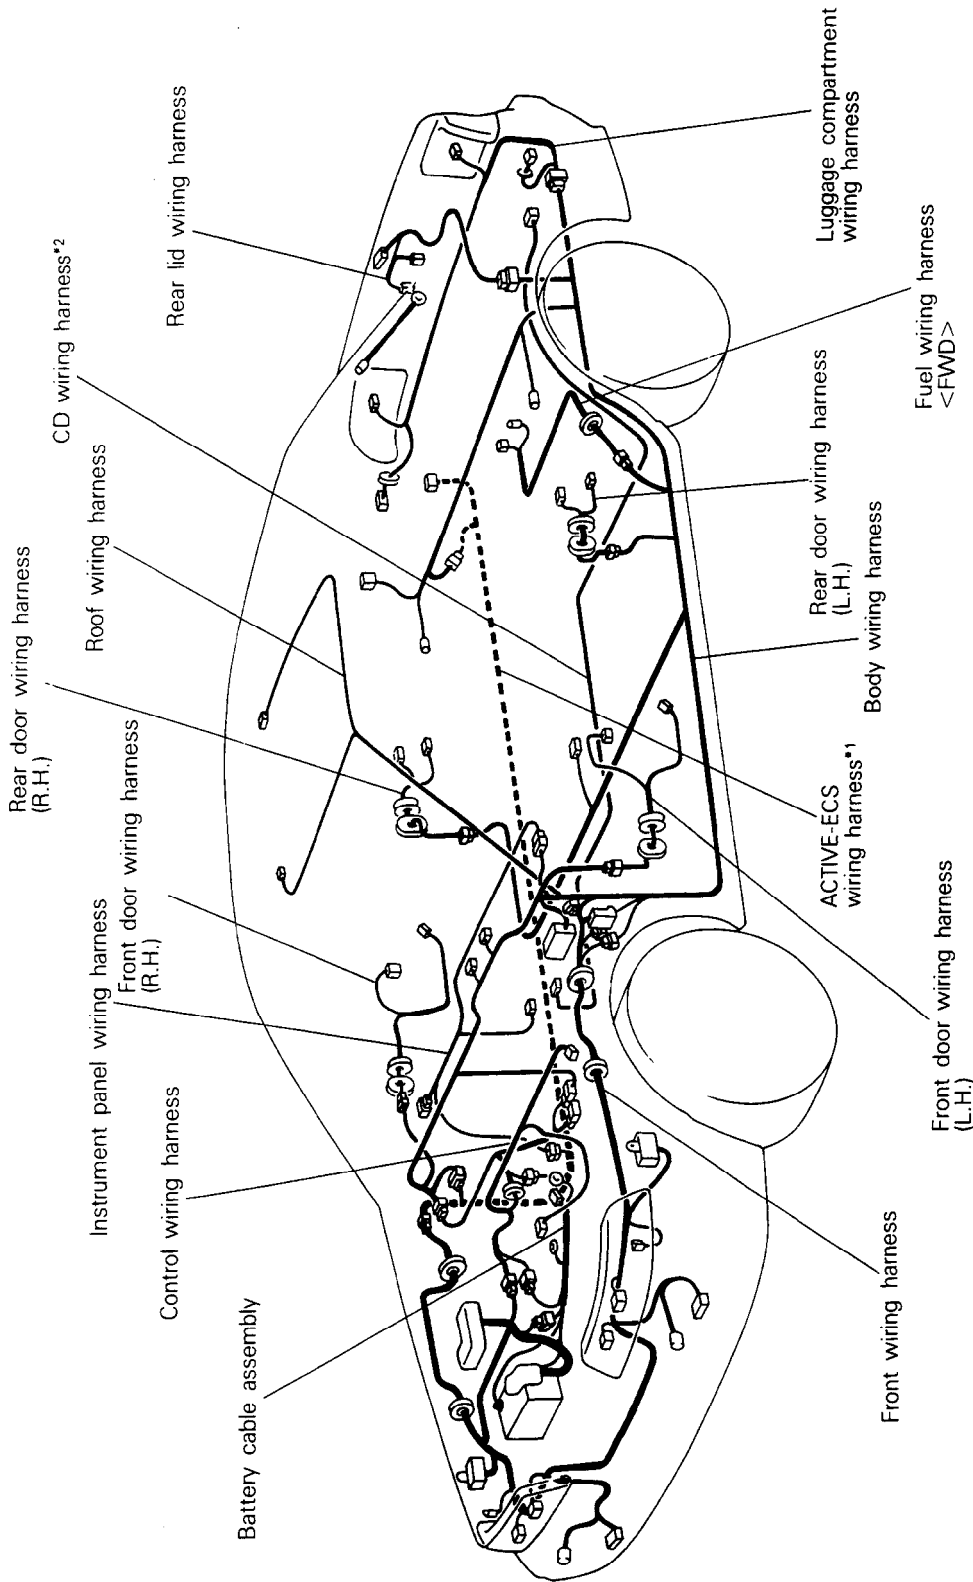 Rear door wiring harness
(R.H.)
CD wiring harness*2
Roof wiring harness
Rear lid wiring harness
Instrument panel wiring harness
Front door wiring harness
(R.H.)
Control wiring harness
Battery cable assembly
Luggage compartment
wiring harness
Fuel wiring harness
<FWD>
Rear door wiring harness
(L.H.)
Body wiring harness
ACTIVE-ECS
wiring harness*1
Front door wiring harness
(L.H.)
Front wiring harness